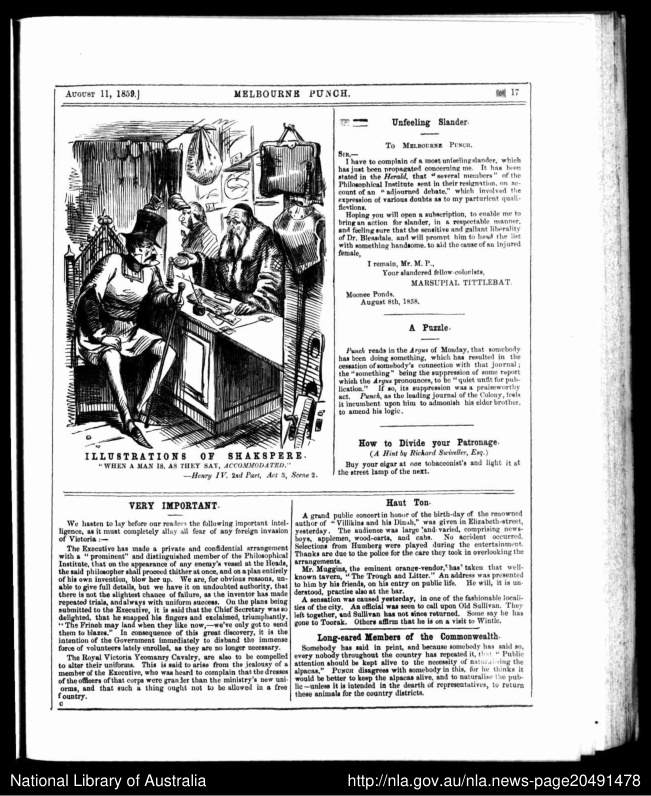 AUGUST 11, 1859.]
MELBOURNE PUNCH.
17
ILLUSTRATIONS OF SHAKSPERE.
"WHEN A MAN IS, AS THEY SAY, ACCOMMODATED."
—Henry IV. 2nd Part, Act 3, Scene 2.
Unfeeling Slander.
To MELBOURNE PUNCH.
SIR,—
I have to complain of a most unfeeling slander, which
has just been propagated concerning me. It has been
stated in the Herald, that "several members" of the
Philosophical Institute sent in their resignation, on ac-
count of an "adjourned debate," which involved the
expression of various doubts as to my parturient quali-
fications.
Hoping you will open a subscription, to enable me to
bring an action for slander, in a respectable manner,
and feeling sure that the sensitive and gallant liberality
of Dr. Bleasdale, and will prompt him to head the list
with something handsome, to aid the cause of an injured
female,
I remain, Mr. M. P.,
Your slandered fellow-colonists,
MARSUPIAL TITTLEBAT.
Moonee Ponds,
August 8th, 1858.
A Puzzle.
Punch reads in the Argus of Monday, that somebody
has been doing something, which has resulted in the
cessation of somebody's connection with that journal;
the "something" being the suppression of some report
which the Argus pronounces, to be "quiet unfit for pub-
lication." If so, its suppression was a praiseworthy
act. Punch, as the leading journal of the Colony, feels
it incumbent upon him to admonish his elder brother,
to amend his logic.
How to Divide your Patronage.
(A Hint by Richard Swiveller, Esq.)
Buy your cigar at one tobacconist's and light it at
the street lamp of the next.
VERY IMPORTANT.
We hasten to lay before our readers the following important intel-
ligence, as it must completely allay all fear of any foreign invasion
of Victoria:—
The Executive has made a private and confidential arrangement
with a "prominent" and distinguished member of the Philosophical
Institute, that on the appearance of any enemy's vessel at the Heads,
the said philosopher shall proceed thither at once, and on a plan entirely
of his own invention, blow her up. We are, for obvious reasons, un-
able to give full details, but we have it on undoubted authority, that
there is not the slightest chance of failure, as the inventor has made
repeated trials, and always with uniform success. On the plans being
submitted to the Executive, it is said that the Chief Secretary was so
delighted, that he snapped his fingers and exclaimed, triumphantly,
"The Frinch may land when they like now,—we've only got to send
them to blazes." In consequence of this great discovery, it is the
intention of the Government immediately to disband the immense
force of volunteers lately enrolled, as they are no longer necessary.
The Royal Victoria Yeomanry Cavalry, are also to be compelled
to alter their uniforms. This is said to arise from the jealousy of a
member of the Executive, who was heard to complain that the dresses
of the officers of that corps were grander than the ministry's new uni-
orms, and that such a thing ought not to be allowed in a free
f ountry.
C
Haut Ton.
A grand public concert in honor of the birth-day of the renowned
author of "Villikins and his Dinah," was given in Elizabeth-street,
yesterday. The audience was large and varied, comprising news-
boys, applemen, wood-carts, and cabs. No accident occurred.
Selections from Humberg were played during the entertainment.
Thanks are due to the police for the care they took in overlooking the
arrangements.
Mr. Muggins, the eminent orange-vendor, has taken that well-
known tavern, "The Trough and Litter." An address was presented
to him by his friends, on his entry on public life. He will, it is un-
derstood, practise also at the bar.
A sensation was caused yesterday, in one of the fashionable locali-
ties of the city. An official was seen to call upon Old Sullivan. They
left together, and Sullivan has not since returned. Some say he has
gone to Toorak. Others affirm that he is on a visit to Wintle.
Long-eared Members of the Commonwealth.
Somebody has said in print, and because somebody has said so,
every nobody throughout the country has repeated it, that "Public
attention should be kept alive to the necessity of naturalising the
alpacas." PUNCH disagrees with somebody in this, for he thinks it
would be better to keep the alpacas alive, and to naturalise the pub-
lic—unless it is intended in the dearth of representatives, to return
these animals for the country districts.
National Library of Australia
http://nla.gov.au/nla.news-page20491478